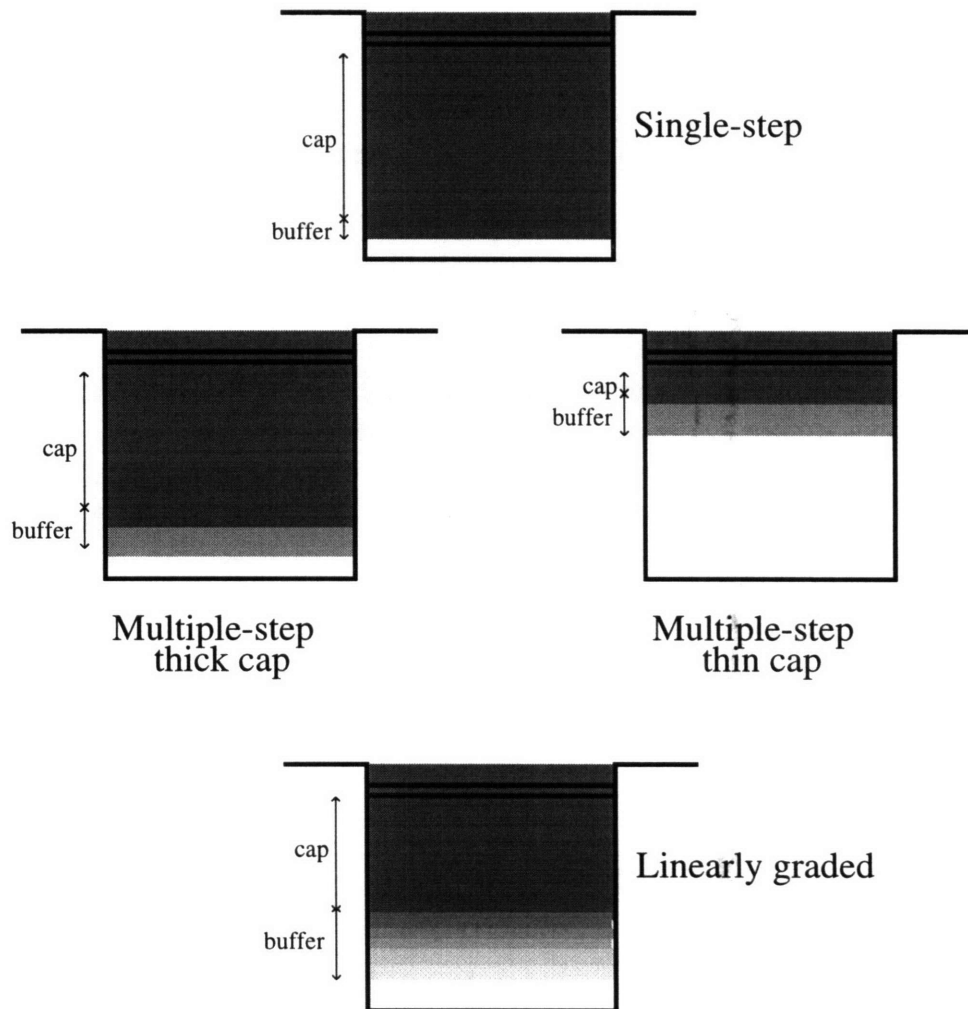 cap
Single-step
buffer
cap
buffer
Multiple-step
thick cap
cap
buffer
Multiple-step
thin cap
cap
Linearly graded
buffer